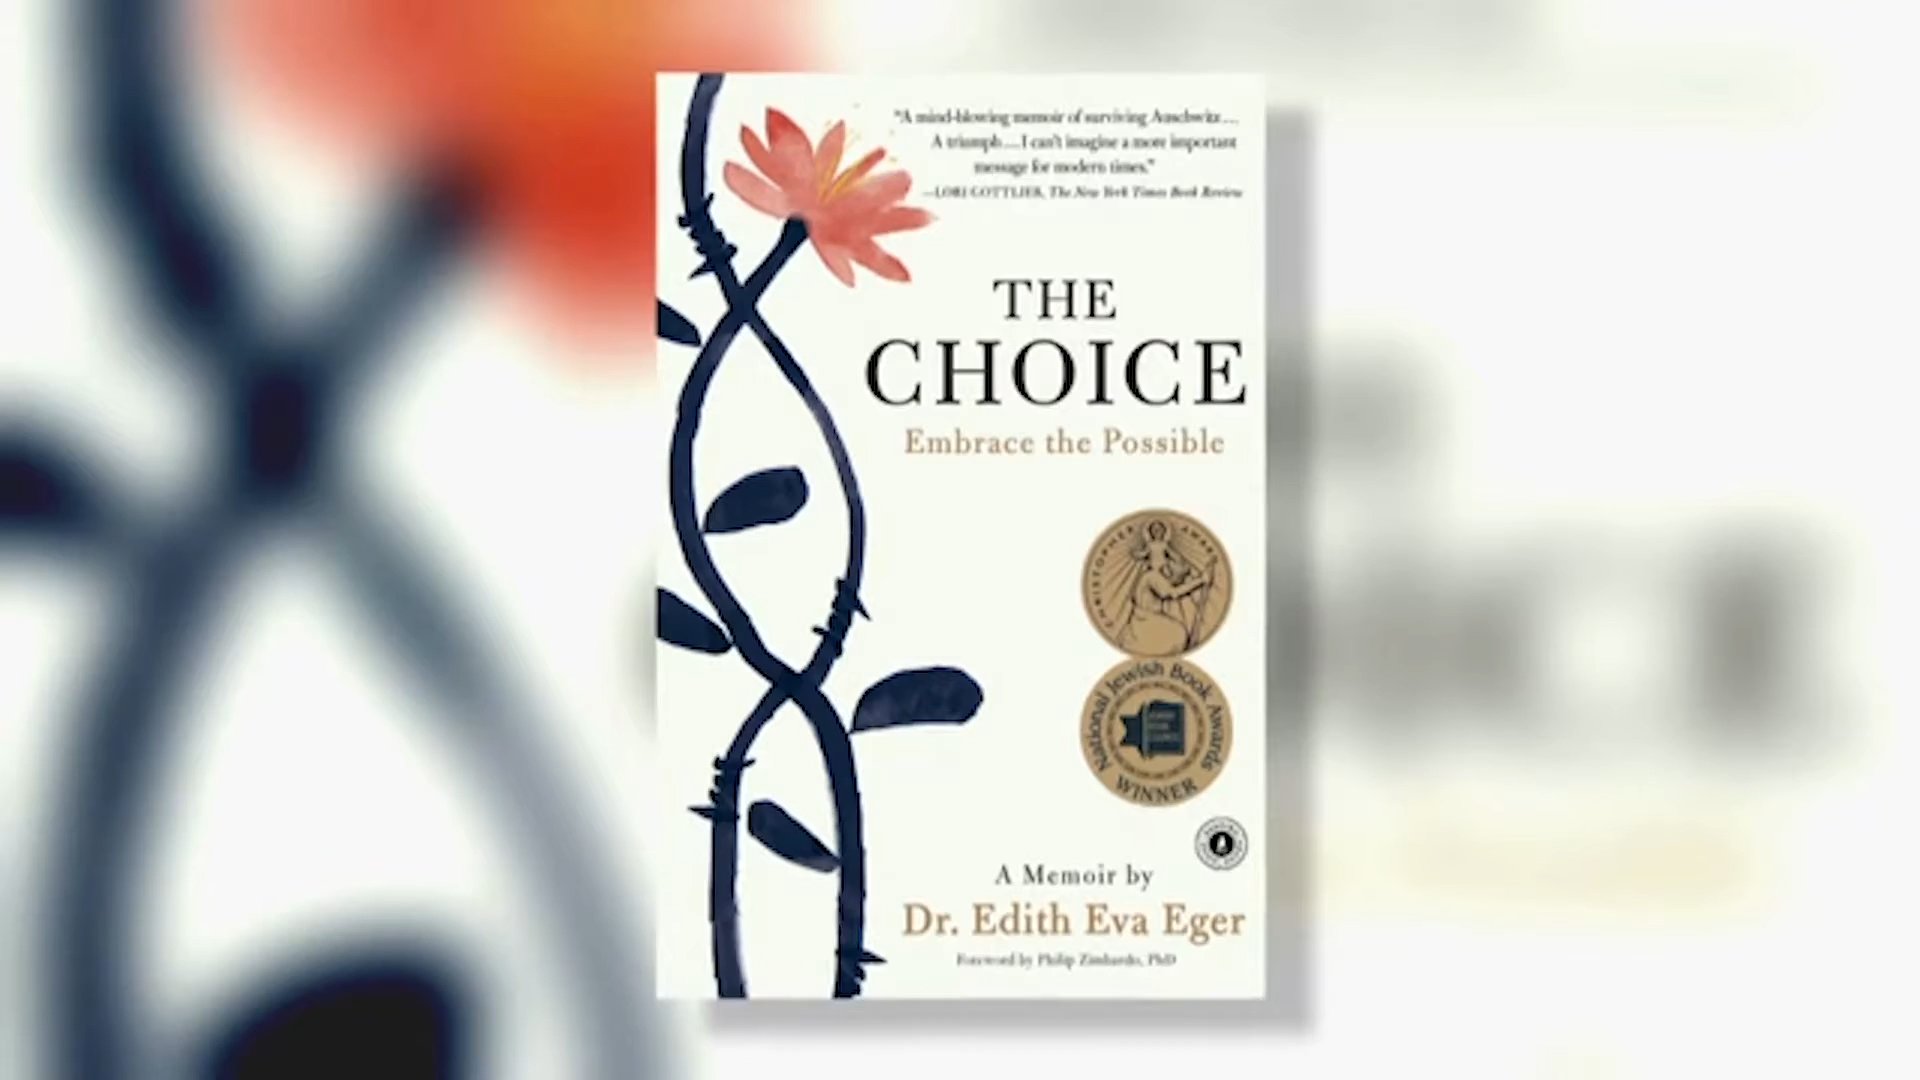 "A mind-blowing memoir of surviving Auschwitz...
A triumph....I can't imagine a more important
message for modern times."
—LORI GOTTLIEB, The New York Times Book Review
THE
CHOICE
Embrace the Possible
CHRISTOPHER AWARD
National Jewish Book Awards
WINNER
A Memoir by
Dr. Edith Eva Eger
Foreword by Philip Zimbardo, PhD